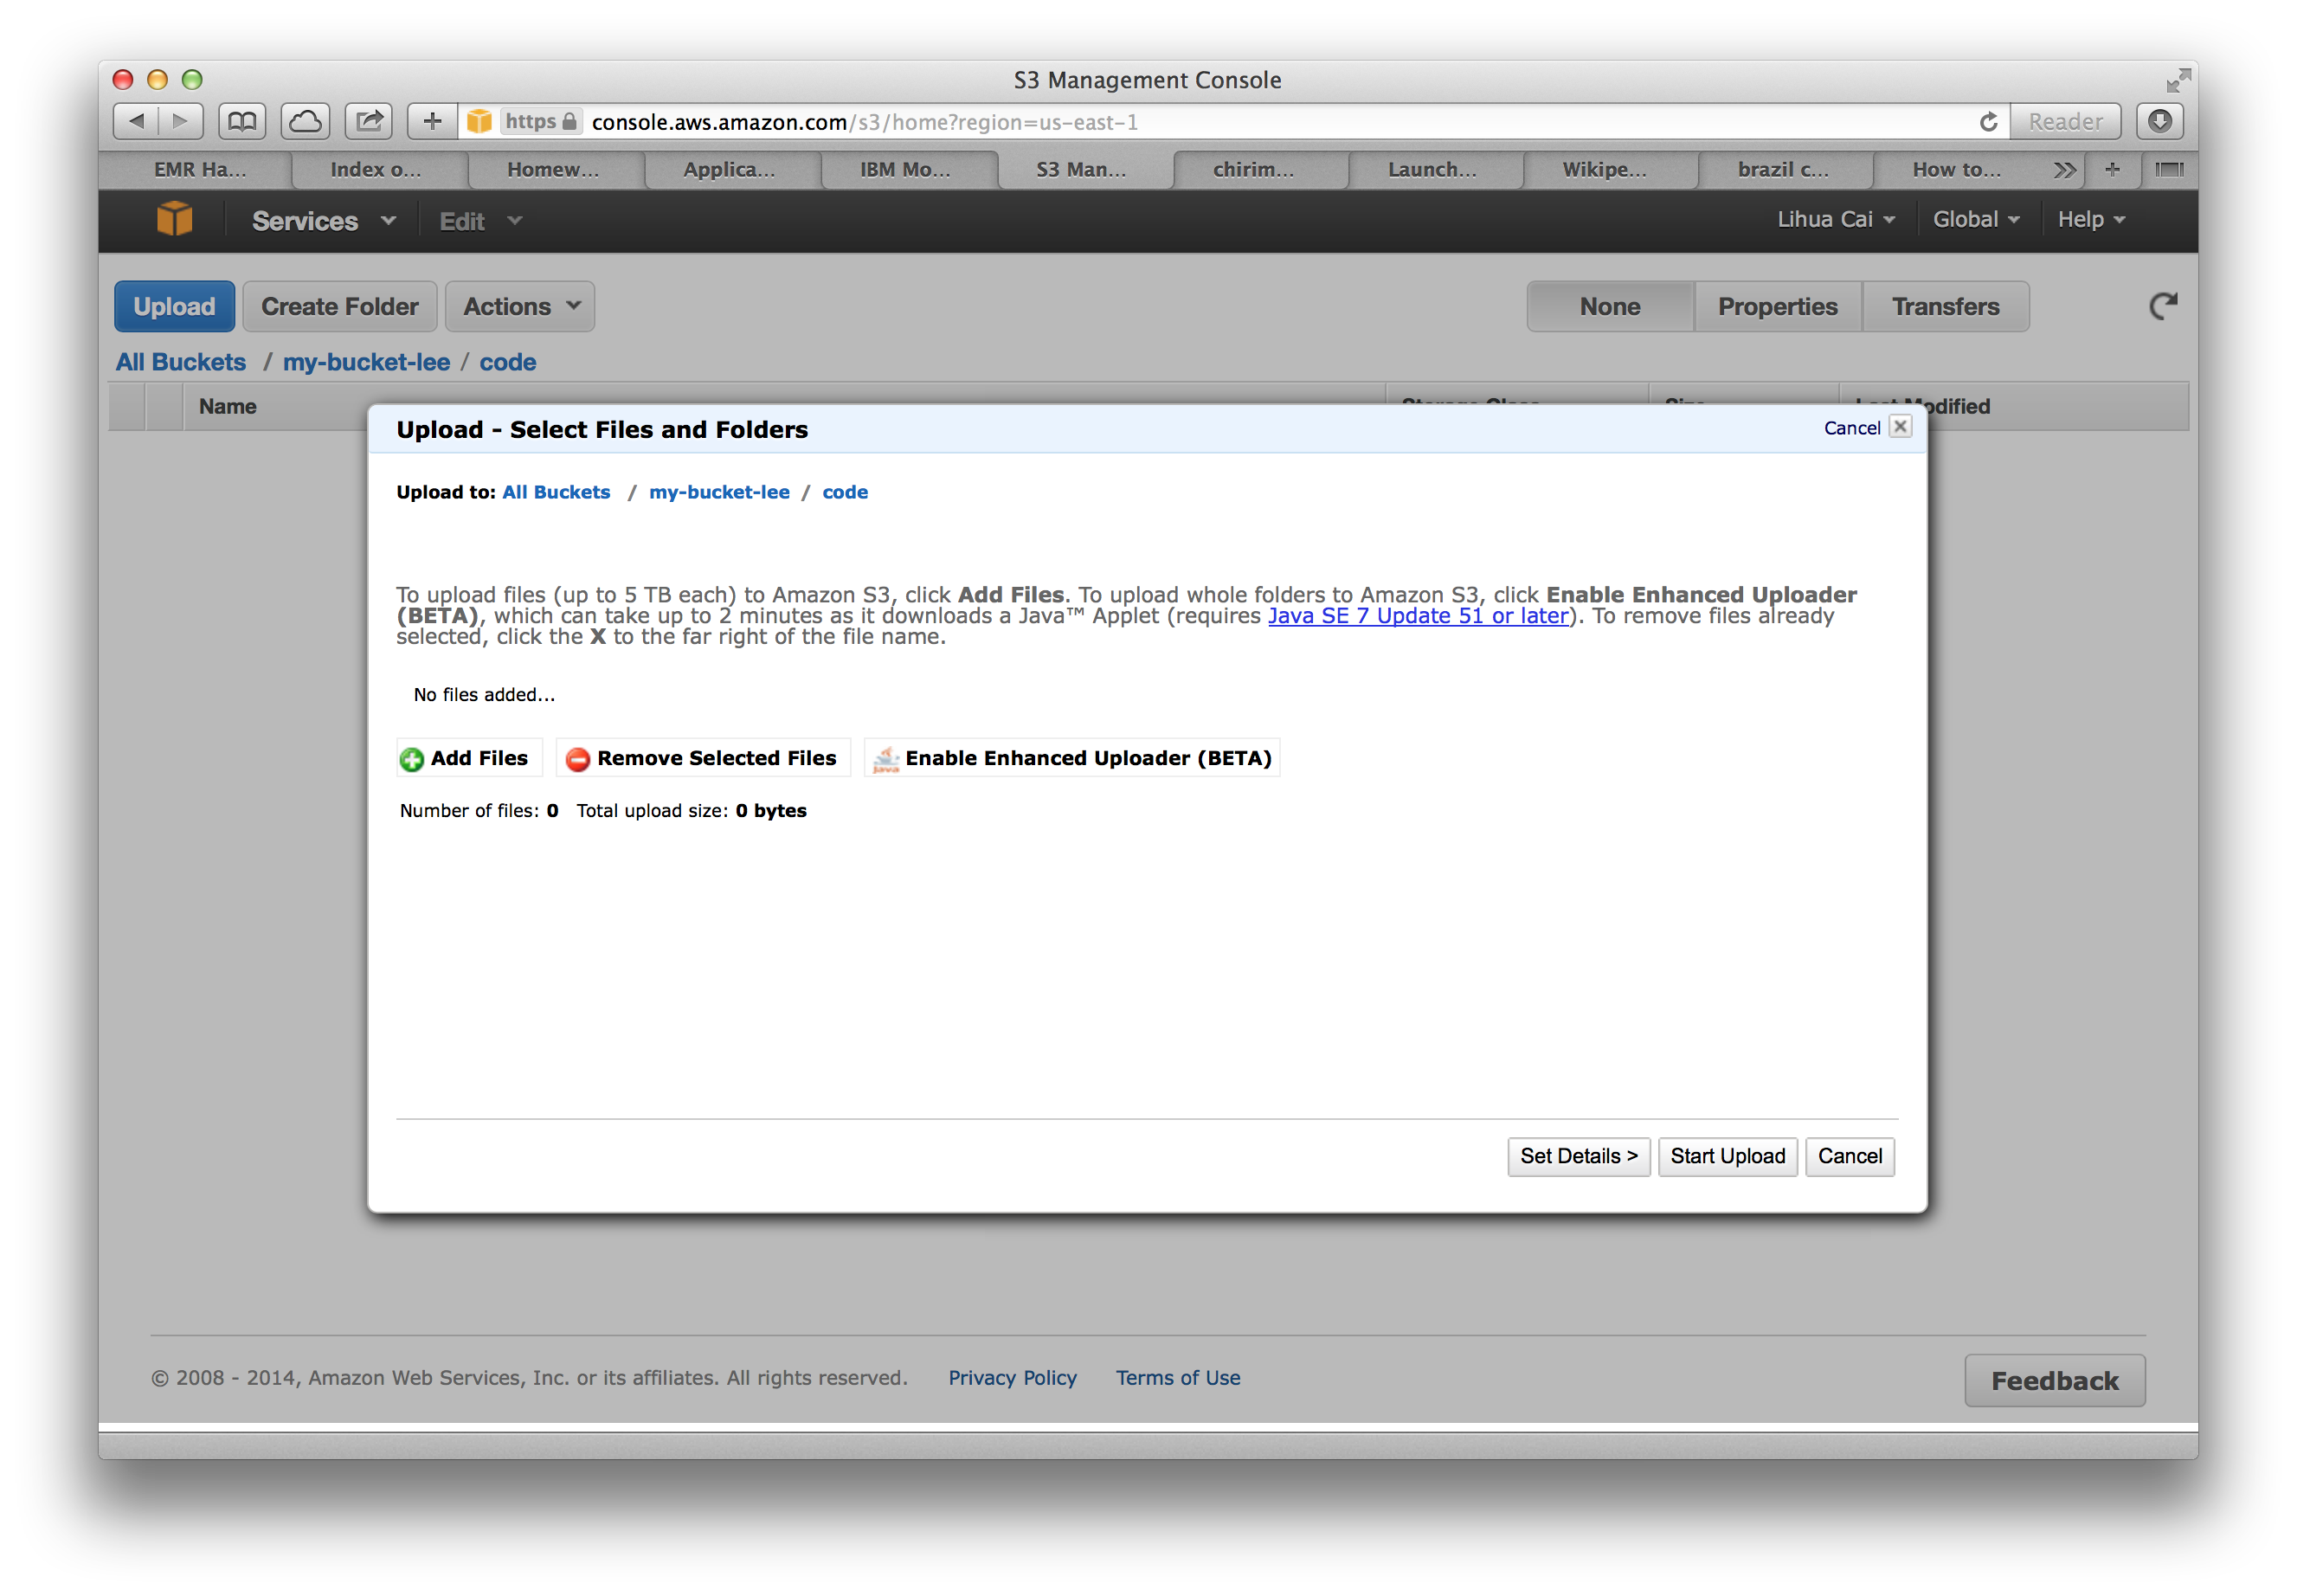 S3 Management Console
https console.aws.amazon.com/s3/home?region=us-east-1 Reader
EMR Ha... Index o... Homew... Applica... IBM Mo... S3 Man... chirim... Launch... Wikipe... brazil c... How to...
Services Edit Lihua Cai Global Help
Upload Create Folder Actions None Properties Transfers
All Buckets / my-bucket-lee / code
Name Storage Class Size Last Modified
Upload - Select Files and Folders Cancel
Upload to: All Buckets / my-bucket-lee / code
To upload files (up to 5 TB each) to Amazon S3, click Add Files. To upload whole folders to Amazon S3, click Enable Enhanced Uploader
(BETA), which can take up to 2 minutes as it downloads a Java™ Applet (requires Java SE 7 Update 51 or later). To remove files already
selected, click the X to the far right of the file name.
No files added...
Add Files Remove Selected Files Java Enable Enhanced Uploader (BETA)
Number of files: 0 Total upload size: 0 bytes
Set Details > Start Upload Cancel
© 2008 - 2014, Amazon Web Services, Inc. or its affiliates. All rights reserved. Privacy Policy Terms of Use
Feedback